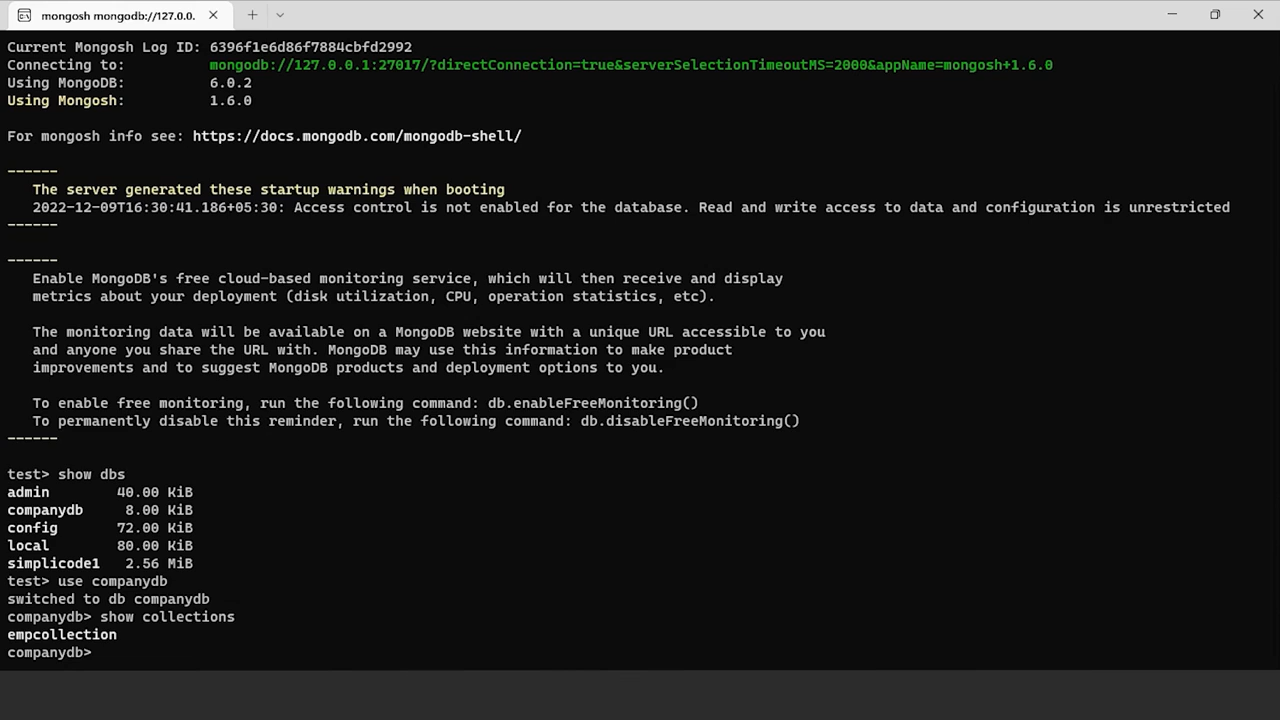 mongosh mongodb://127.0.0.
Current Mongosh Log ID: 6396f1e6d86f7884cbfd2992
Connecting to: mongodb://127.0.0.1:27017/?directConnection=true&serverSelectionTimeoutMS=2000&appName=mongosh+1.6.0
Using MongoDB: 6.0.2
Using Mongosh: 1.6.0
For mongosh info see: https://docs.mongodb.com/mongodb-shell/
------
The server generated these startup warnings when booting
2022-12-09T16:30:41.186+05:30: Access control is not enabled for the database. Read and write access to data and configuration is unrestricted
------
------
Enable MongoDB's free cloud-based monitoring service, which will then receive and display
metrics about your deployment (disk utilization, CPU, operation statistics, etc).
The monitoring data will be available on a MongoDB website with a unique URL accessible to you
and anyone you share the URL with. MongoDB may use this information to make product
improvements and to suggest MongoDB products and deployment options to you.
To enable free monitoring, run the following command: db.enableFreeMonitoring()
To permanently disable this reminder, run the following command: db.disableFreeMonitoring()
------
test> show dbs
admin 40.00 KiB
companydb 8.00 KiB
config 72.00 KiB
local 80.00 KiB
simplicode1 2.56 MiB
test> use companydb
switched to db companydb
companydb> show collections
empcollection
companydb>